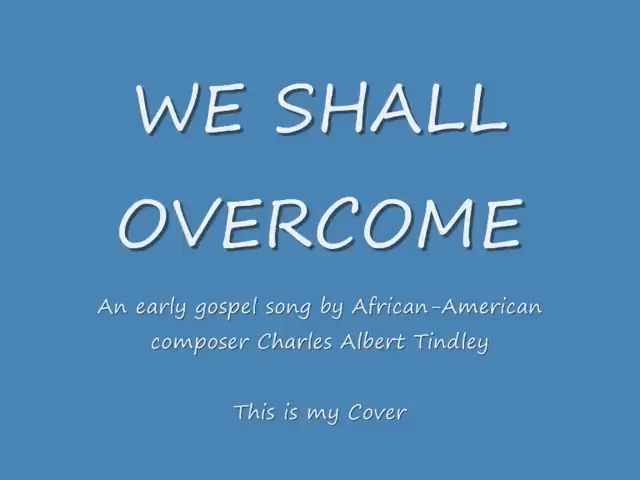 WE SHALL
OVERCOME
An early gospel song by African-American
composer Charles Albert Tindley
This is my Cover